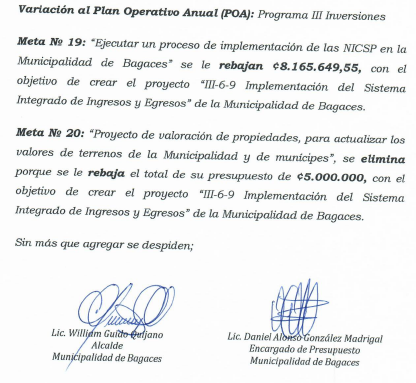 Variación al Plan Operativo Anual (POA): Programa III Inversiones
Meta № 19: “Ejecutar un proceso de implementación de las NICSP en la
Municipalidad de Bagaces” se le rebajan ¢8.165.649,55, con el
objetivo de crear el proyecto “III-6-9 Implementación del Sistema
Integrado de Ingresos y Egresos” de la Municipalidad de Bagaces.
Meta № 20: “Proyecto de valoración de propiedades, para actualizar los
valores de terrenos de la Municipalidad y de munícipes”, se elimina
porque se le rebaja el total de su presupuesto de ¢5.000.000, con el
objetivo de crear el proyecto “III-6-9 Implementación del Sistema
Integrado de Ingresos y Egresos” de la Municipalidad de Bagaces.
Sin más que agregar se despiden;
Lic. William Guido Quijano
Alcalde
Municipalidad de Bagaces
Lic. Daniel Alonso González Madrigal
Encargado de Presupuesto
Municipalidad de Bagaces